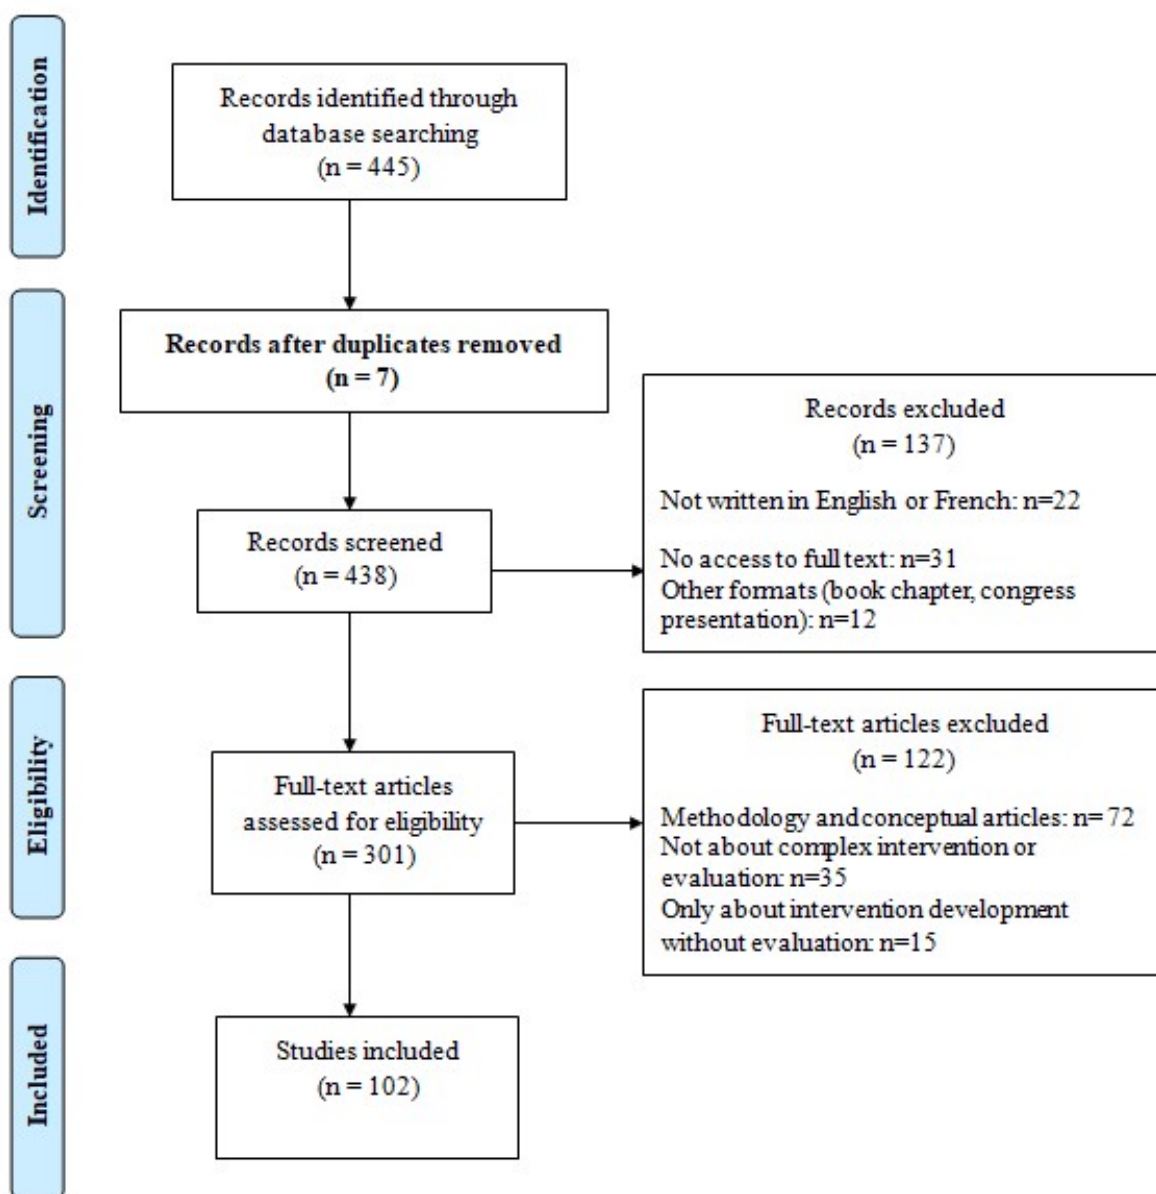 Identification
Records identified through
database searching
(n = 445)
Screening
Records after duplicates removed
(n = 7)
Records excluded
(n = 137)
Not written in English or French: n=22
No access to full text: n=31
Other formats (book chapter, congress
presentation): n=12
Records screened
(n = 438)
Eligibility
Full-text articles
assessed for eligibility
(n = 301)
Full-text articles excluded
(n = 122)
Methodology and conceptual articles: n= 72
Not about complex intervention or
evaluation: n=35
Only about intervention development
without evaluation: n=15
Included
Studies included
(n = 102)